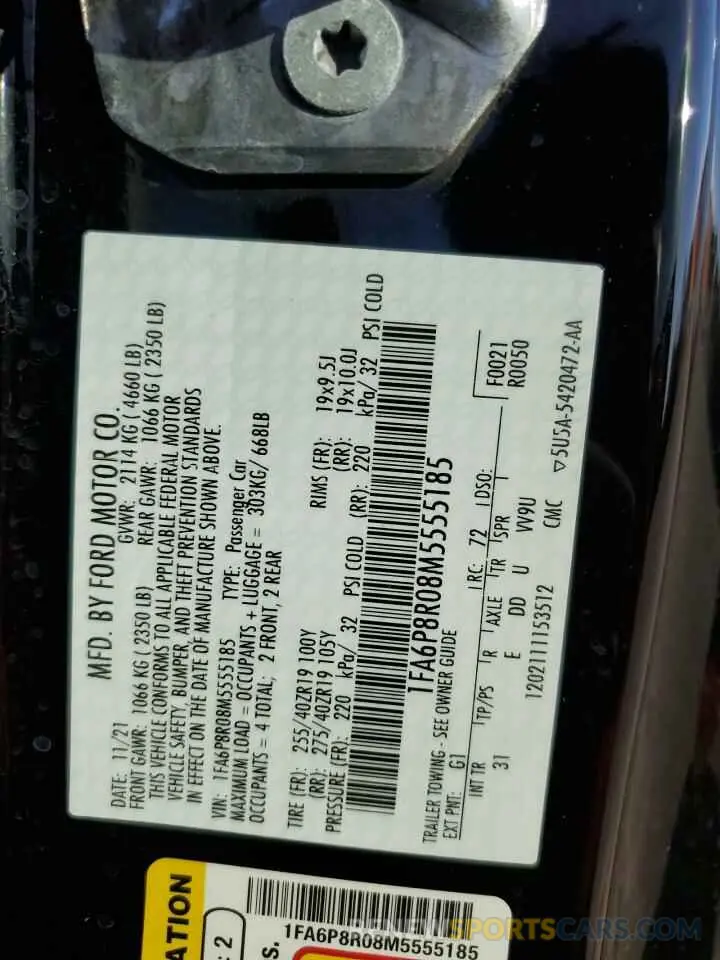 MFD. BY FORD MOTOR CO.
DATE: 11/21 GVWR: 2114 KG ( 4660 LB)
FRONT GAWR: 1066 KG ( 2350 LB) REAR GAWR: 1066 KG ( 2350 LB)
THIS VEHICLE CONFORMS TO ALL APPLICABLE FEDERAL MOTOR
VEHICLE SAFETY, BUMPER, AND THEFT PREVENTION STANDARDS
IN EFFECT ON THE DATE OF MANUFACTURE SHOWN ABOVE.
VIN: 1FA6P8R08M5555185 TYPE: Passenger Car
MAXIMUM LOAD = OCCUPANTS + LUGGAGE = 303KG/ 668LB
OCCUPANTS = 4 TOTAL; 2 FRONT, 2 REAR
TIRE (FR): 255/40ZR19 100Y RIMS (FR): 19x9.5J
(RR): 275/40ZR19 105Y (RR): 19x10.0J
PRESSURE (FR): 220 kPa/ 32 PSI COLD (RR): 220 kPa/ 32 PSI COLD
1FA6P8R08M5555185
TRAILER TOWING - SEE OWNER GUIDE
EXT PNT: G1 RC: 72 DSO: F0021
R0050
INT TR TP/PS R AXLE TR SPR
31 E DD U VV9U
1202111153512 CMC ▽5U5A-5420472-AA
ATION
: 2
s.
1FA6P8R08M5555185
RENEWSPORTSCARS.COM